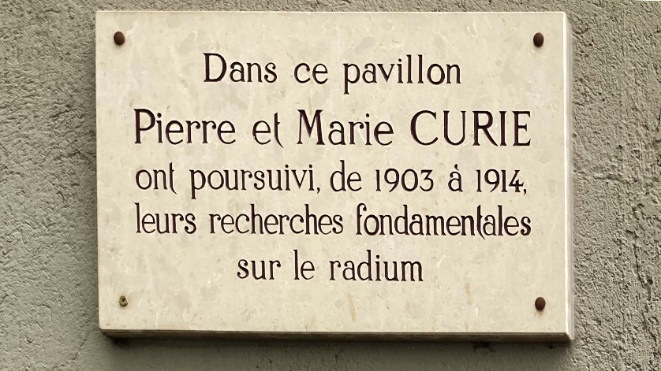 Dans ce pavillon
Pierre et Marie CURIE
ont poursuivi, de 1903 à 1914,
leurs recherches fondamentales
sur le radium